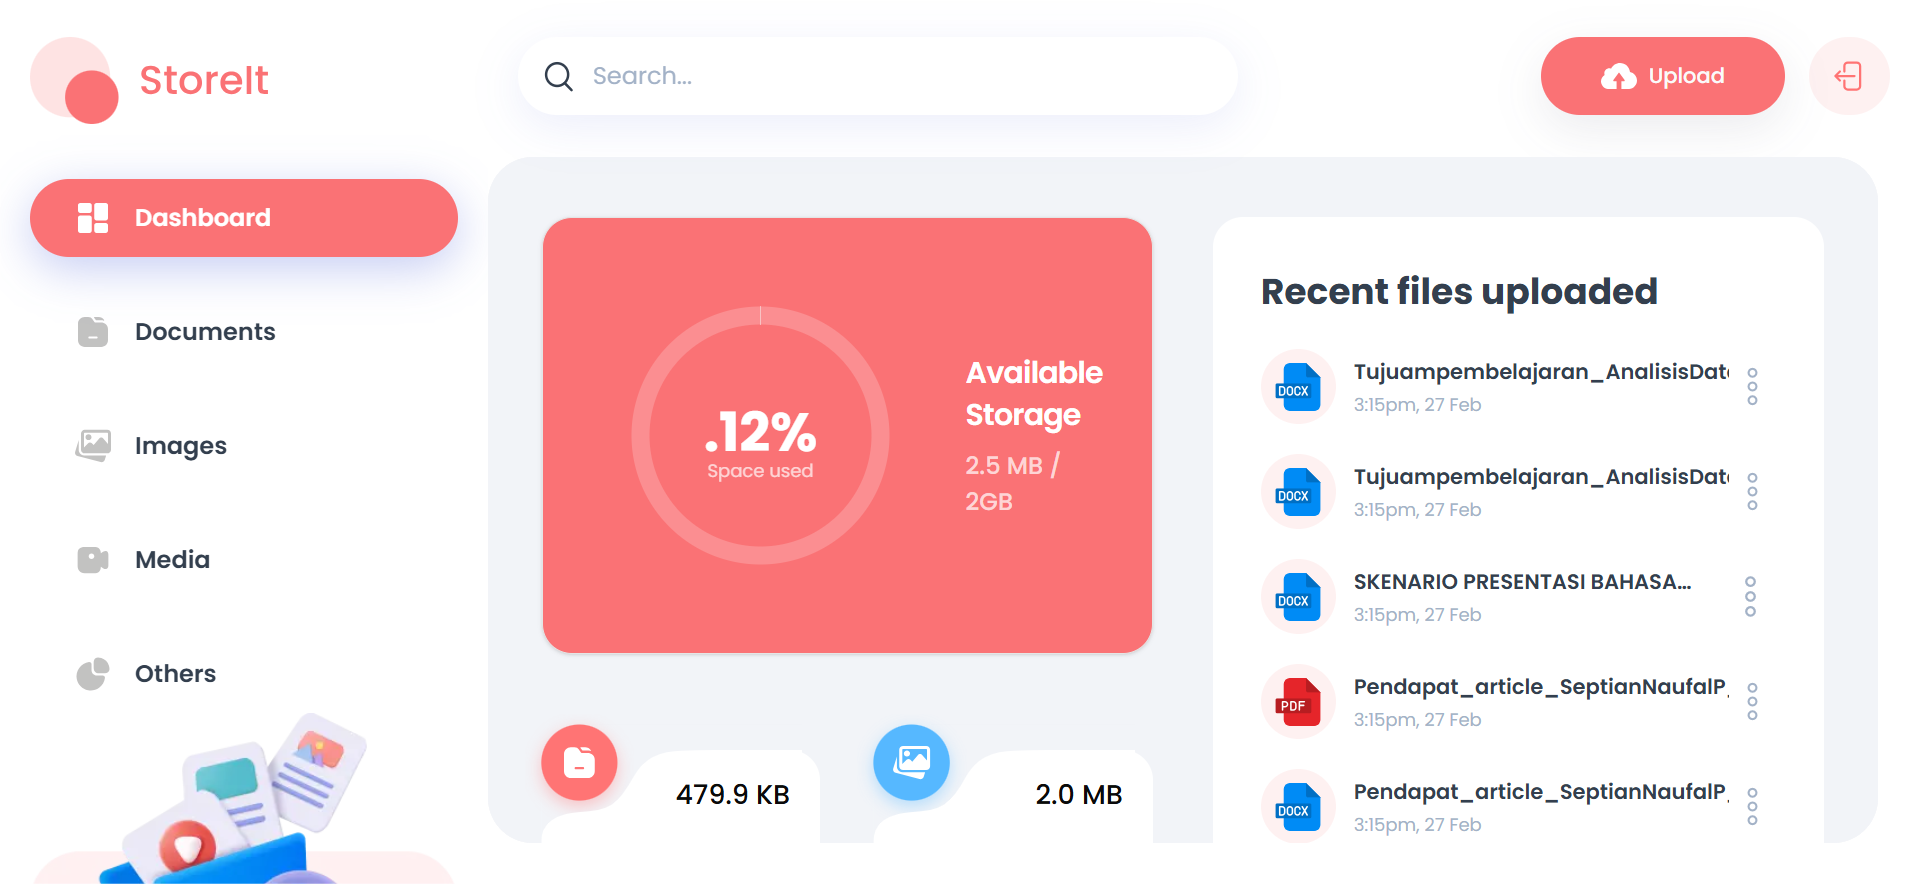 StoreIt
Search...
Upload
Dashboard
Documents
Images
Media
Others
.12%
Space used
Available
Storage
2.5 MB /
2GB
479.9 KB
2.0 MB
Recent files uploaded
DOCX
Tujuampembelajaran_AnalisisDat
3:15pm, 27 Feb
DOCX
Tujuampembelajaran_AnalisisDat
3:15pm, 27 Feb
DOCX
SKENARIO PRESENTASI BAHASA...
3:15pm, 27 Feb
PDF
Pendapat_article_SeptianNaufalP
3:15pm, 27 Feb
DOCX
Pendapat_article_SeptianNaufalP
3:15pm, 27 Feb